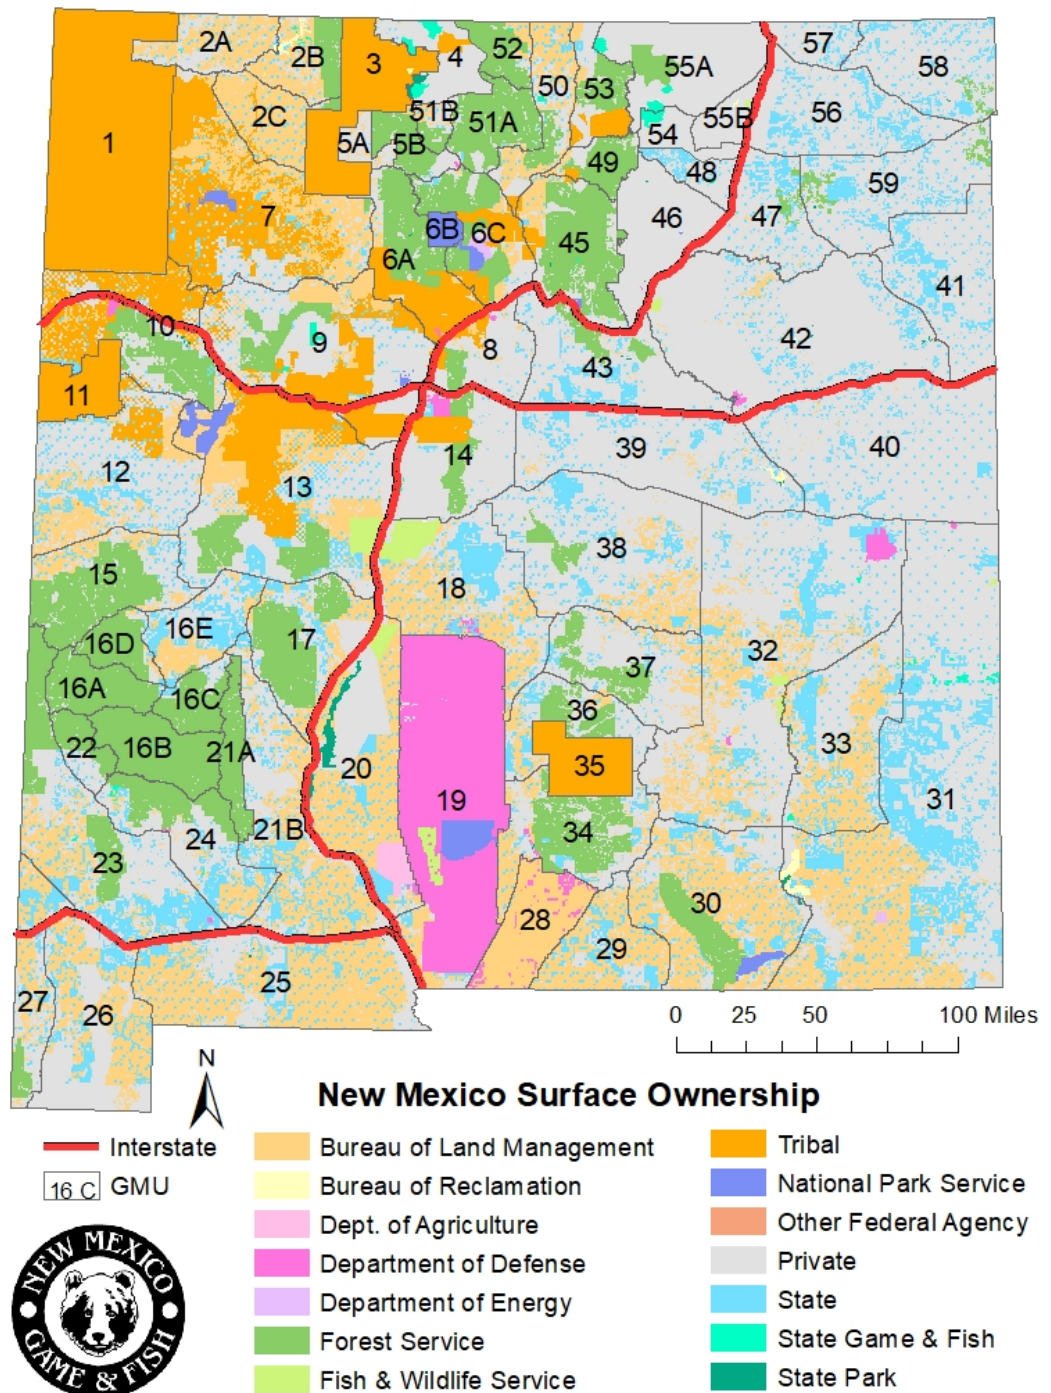 2A
2B
3
4
52
50
53
55A
57
58
2C
51B
51A
54
55B
56
1
5A
5B
49
48
59
7
6B
6C
45
46
47
6A
41
10
9
8
43
42
11
12
13
14
39
40
15
18
38
16E
16D
17
32
37
16A
16C
36
22
16B
21A
20
35
33
19
31
24
21B
34
23
28
30
29
27
26
25
0 25 50 100 Miles
N
New Mexico Surface Ownership
Interstate
16 C GMU
Bureau of Land Management
Bureau of Reclamation
Dept. of Agriculture
Department of Defense
Department of Energy
Forest Service
Fish & Wildlife Service
Tribal
National Park Service
Other Federal Agency
Private
State
State Game & Fish
State Park
NEW MEXICO
GAME & FISH